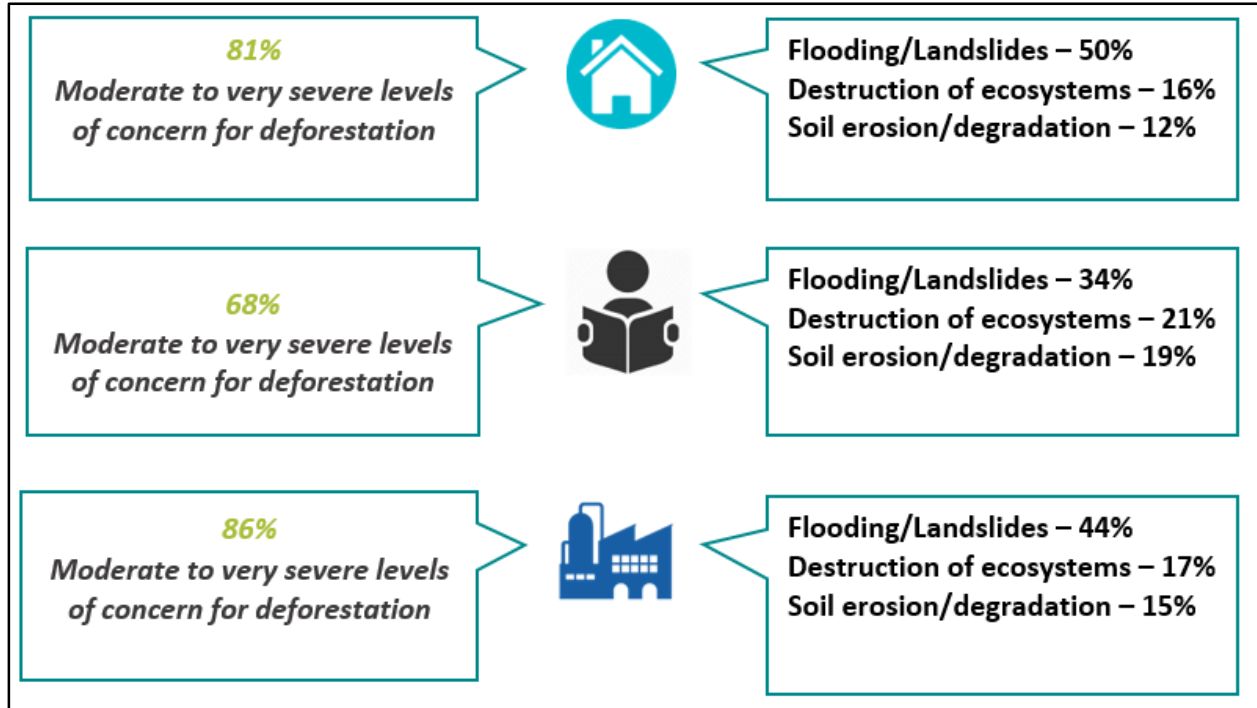 81%
Moderate to very severe levels
of concern for deforestation
Flooding/Landslides – 50%
Destruction of ecosystems – 16%
Soil erosion/degradation – 12%
68%
Moderate to very severe levels
of concern for deforestation
Flooding/Landslides – 34%
Destruction of ecosystems – 21%
Soil erosion/degradation – 19%
86%
Moderate to very severe levels
of concern for deforestation
Flooding/Landslides – 44%
Destruction of ecosystems – 17%
Soil erosion/degradation – 15%